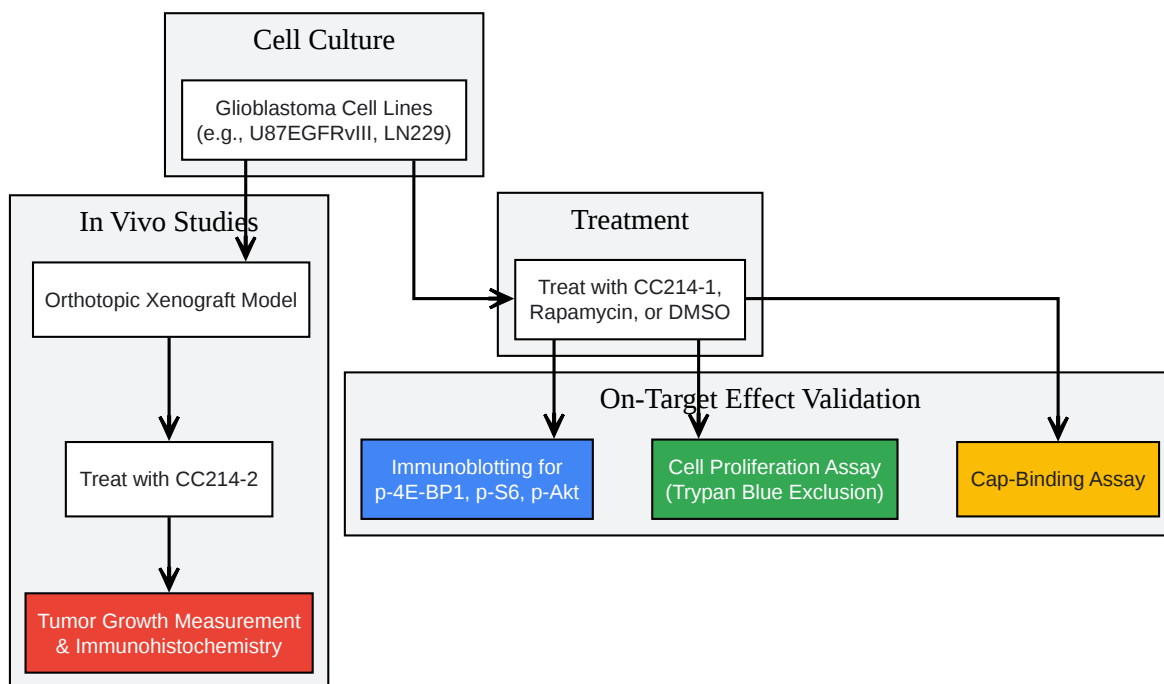 Cell Culture
Glioblastoma Cell Lines
(e.g., U87EGFRvIII, LN229)
In Vivo Studies
Orthotopic Xenograft Model
Treat with CC214-2
Tumor Growth Measurement
& Immunohistochemistry
Treatment
Treat with CC214-1,
Rapamycin, or DMSO
On-Target Effect Validation
Immunoblotting for
p-4E-BP1, p-S6, p-Akt
Cell Proliferation Assay
(Trypan Blue Exclusion)
Cap-Binding Assay